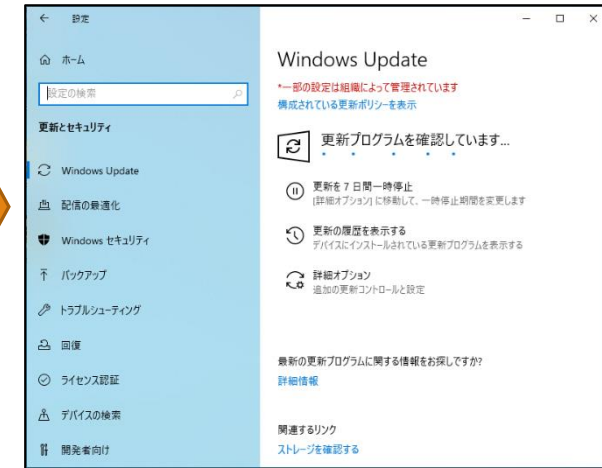 設定
ホーム
設定の検索
更新とセキュリティ
Windows Update
配信の最適化
Windows セキュリティ
バックアップ
トラブルシューティング
回復
ライセンス認証
デバイスの検索
開発者向け
Windows Update
*一部の設定は組織によって管理されています
構成されている更新ポリシーを表示
更新プログラムを確認しています...
更新を 7 日間一時停止
[詳細オプション] に移動して、一時停止期間を変更します
更新の履歴を表示する
デバイスにインストールされている更新プログラムを表示する
詳細オプション
追加の更新コントロールと設定
最新の更新プログラムに関する情報をお探しですか?
詳細情報
関連するリンク
ストレージを確認する